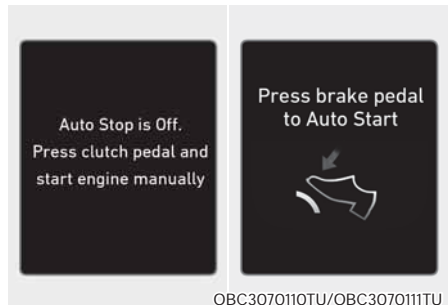 Auto Stop is Off.
Press clutch pedal and
start engine manually
Press brake pedal
to Auto Start
OBC3070110TU/OBC3070111TU